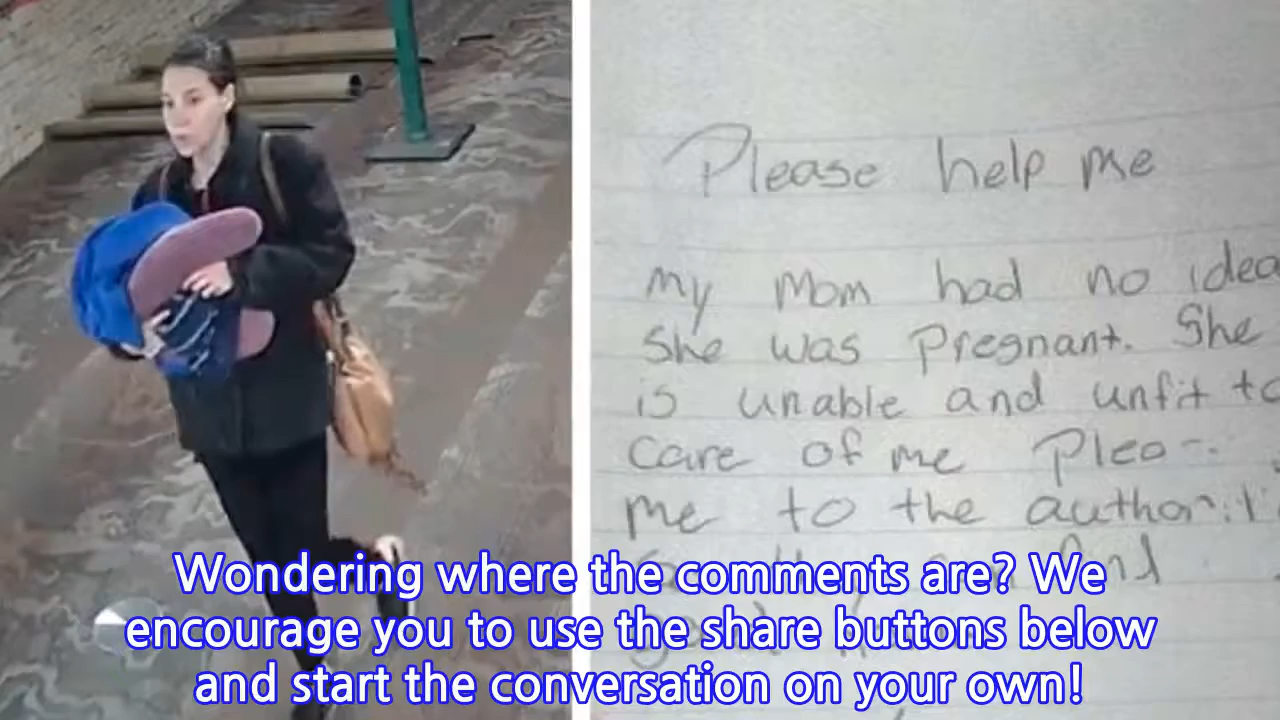 Please help me
My Mom had no idea
She was Pregnant. She
is unable and unfit to
care of me
me to the
Wondering where the comments are? We
encourage you to use the share buttons below
and start the conversation on your own!